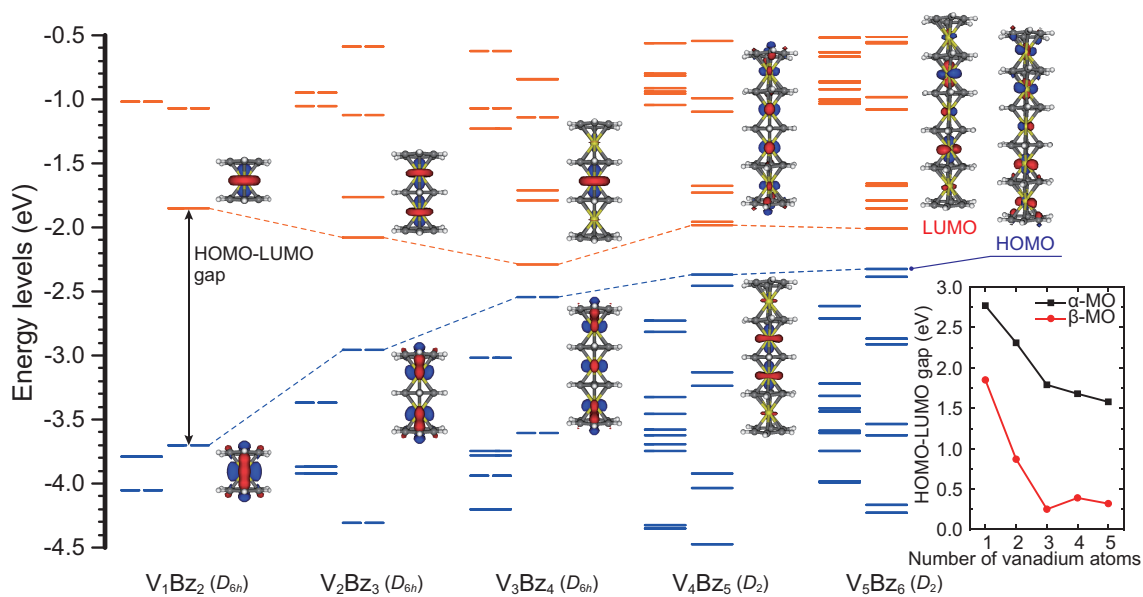 Energy levels (eV)
-0.5
-1.0
-1.5
-2.0
-2.5
-3.0
-3.5
-4.0
-4.5
HOMO-LUMO
gap
LUMO
HOMO
V₁Bz₂ (D₆ₕ)
V₂Bz₃ (D₆ₕ)
V₃Bz₄ (D₆ₕ)
V₄Bz₅ (D₂)
V₅Bz₆ (D₂)
HOMO-LUMO gap (eV)
3.0
2.5
2.0
1.5
1.0
0.5
0.0
α-MO
β-MO
1 2 3 4 5
Number of vanadium atoms